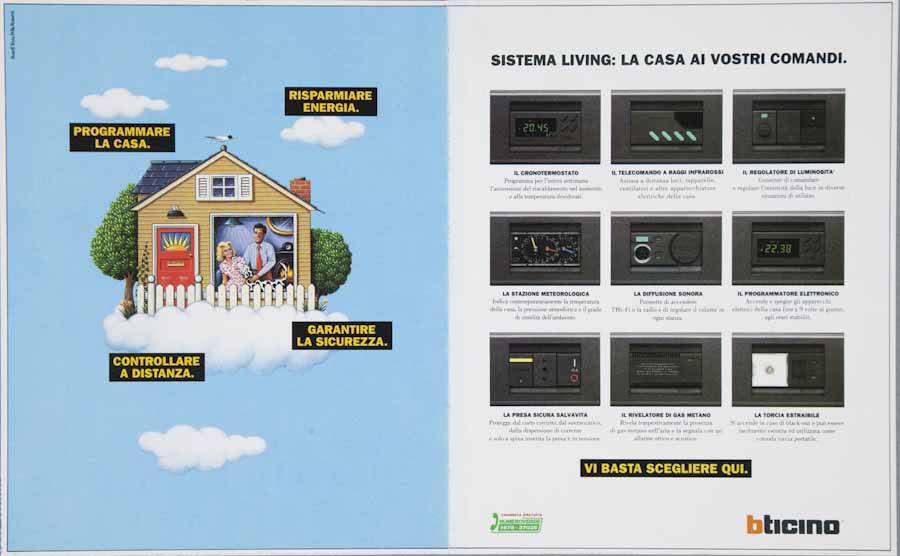 RISPARMIARE
ENERGIA.
PROGRAMMARE
LA CASA.
GARANTIRE
LA SICUREZZA.
CONTROLLARE
A DISTANZA.
SISTEMA LIVING: LA CASA AI VOSTRI COMANDI.
-20.45
IL CRONOTERMOSTATO
Programma per l'intera settimana
l'accensione del riscaldamento nel momento
e alla temperatura desiderati.
IL TELECOMANDO A RAGGI INFRAROSSI
Aziona a distanza luci, tapparelle,
ventilatori e altre apparecchiature
elettriche della casa.
IL REGOLATORE DI LUMINOSITA'
Consente di comandare
e regolare l'intensità della luce in diverse
situazioni di utilizzo.
LA STAZIONE METEOROLOGICA
Indica contemporaneamente la temperatura
della casa, la pressione atmosferica e il grado
di umidità dell'ambiente.
LA DIFFUSIONE SONORA
Permette di accendere
l'Hi-Fi o la radio e di regolare il volume in
ogni stanza.
-22.38
IL PROGRAMMATORE ELETTRONICO
Accende e spegne gli apparecchi
elettrici della casa fino a 9 volte al giorno,
agli orari stabiliti.
LA PRESA SICURA SALVAVITA
Protegge dal corto circuito, dal sovraccarico,
dalla dispersione di corrente
e solo a spina inserita la presa è in tensione.
IL RIVELATORE DI GAS METANO
Rivela tempestivamente la presenza
di gas metano nell'aria e la segnala con un
allarme ottico e acustico.
LA TORCIA ESTRAIBILE
Si accende in caso di black-out e può essere
facilmente estratta ed utilizzata come
comoda torcia portatile.
VI BASTA SCEGLIERE QUI.
CHIAMATA GRATUITA
NUMEROVERDE
1678-37035
bticino